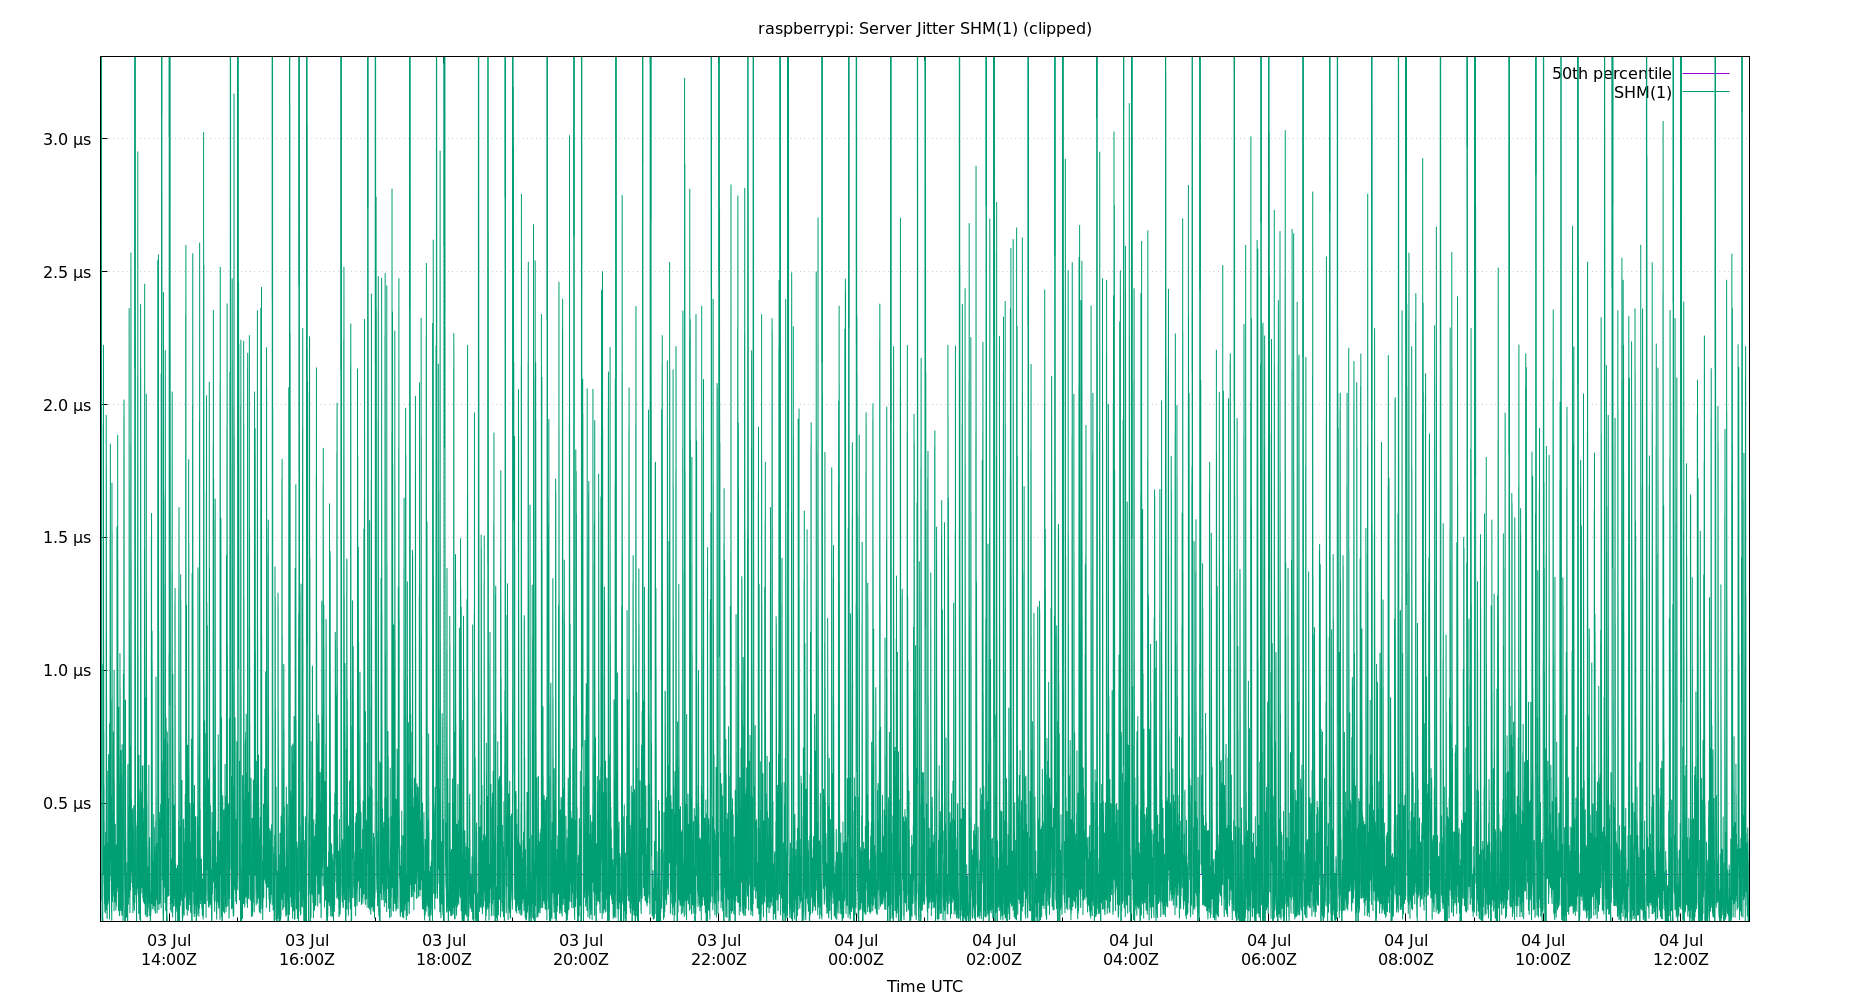 raspberrypi: Server Jitter SHM(1) (clipped)
50th percentile
SHM(1)
3.0 µs
2.5 µs
2.0 µs
1.5 µs
1.0 µs
0.5 µs
03 Jul 03 Jul 03 Jul 03 Jul 03 Jul 04 Jul 04 Jul 04 Jul 04 Jul 04 Jul 04 Jul 04 Jul
14:00Z 16:00Z 18:00Z 20:00Z 22:00Z 00:00Z 02:00Z 04:00Z 06:00Z 08:00Z 10:00Z 12:00Z
Time UTC